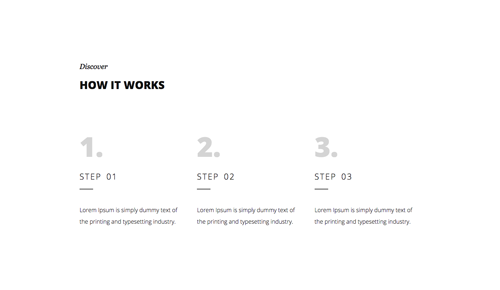 Discover
HOW IT WORKS
1.
STEP 01
Lorem Ipsum is simply dummy text of
the printing and typesetting industry.
2.
STEP 02
Lorem Ipsum is simply dummy text of
the printing and typesetting industry.
3.
STEP 03
Lorem Ipsum is simply dummy text of
the printing and typesetting industry.